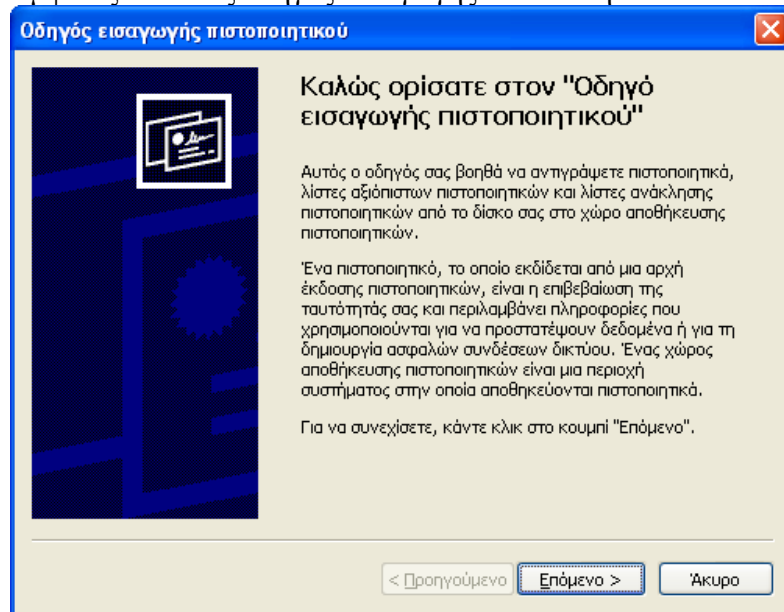 Οδηγός εισαγωγής πιστοποιητικού
Καλώς ορίσατε στον "Οδηγό
εισαγωγής πιστοποιητικού"
Αυτός ο οδηγός σας βοηθά να αντιγράψετε πιστοποιητικά,
λίστες αξιόπιστων πιστοποιητικών και λίστες ανάκλησης
πιστοποιητικών από το δίσκο σας στο χώρο αποθήκευσης
πιστοποιητικών.
Ένα πιστοποιητικό, το οποίο εκδίδεται από μια αρχή
έκδοσης πιστοποιητικών, είναι η επιβεβαίωση της
ταυτότητάς σας και περιλαμβάνει πληροφορίες που
χρησιμοποιούνται για να προστατέψουν δεδομένα ή για τη
δημιουργία ασφαλών συνδέσεων δικτύου. Ένας χώρος
αποθήκευσης πιστοποιητικών είναι μια περιοχή
συστήματος στην οποία αποθηκεύονται πιστοποιητικά.
Για να συνεχίσετε, κάντε κλικ στο κουμπί "Επόμενο".
< Προηγούμενο Επόμενο > Άκυρο